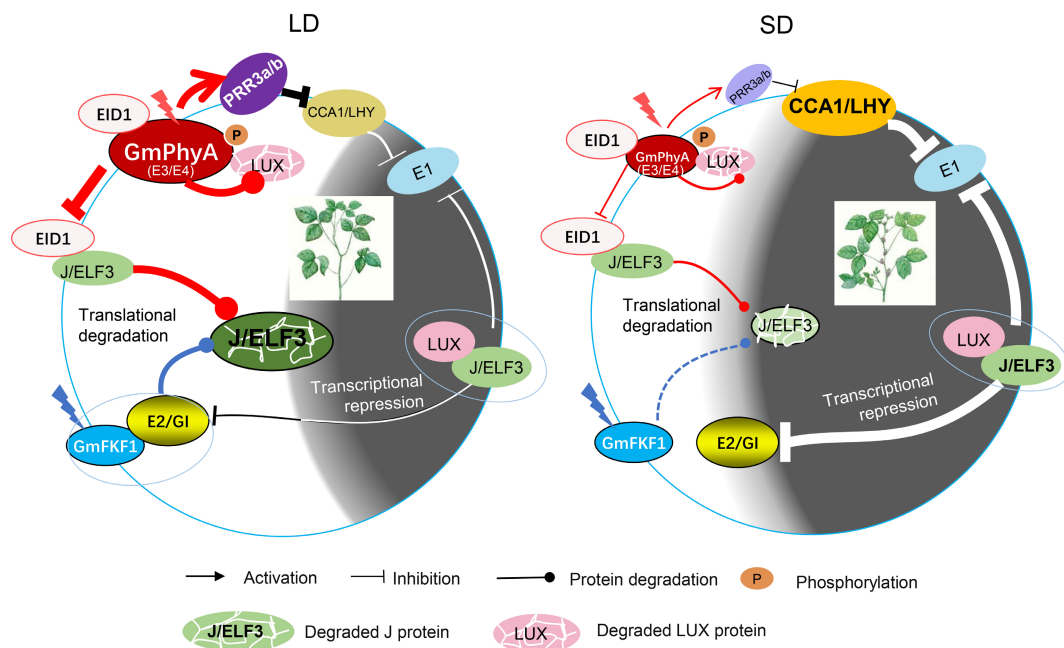 LD
PRR3a/b
EID1
CCA1/LHY
P
GmPhyA
(E3/E4)
LUX
E1
EID1
J/ELF3
Translational
degradation
J/ELF3
LUX
J/ELF3
Transcriptional
repression
E2/GI
GmFKF1
SD
PRR3a/b
CCA1/LHY
EID1
P
GmPhyA
(E3/E4)
LUX
E1
EID1
J/ELF3
Translational
degradation
J/ELF3
LUX
J/ELF3
Transcriptional
repression
GmFKF1
E2/GI
Activation
Inhibition
Protein degradation
P
Phosphorylation
J/ELF3
Degraded J protein
LUX
Degraded LUX protein